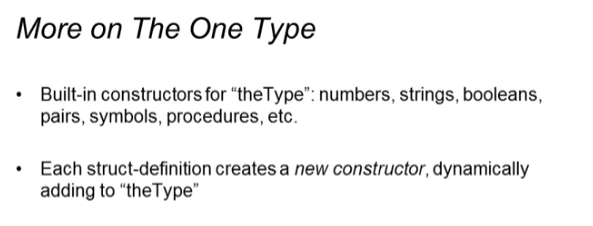 More on The One Type
• Built-in constructors for “theType”: numbers, strings, booleans,
pairs, symbols, procedures, etc.
• Each struct-definition creates a new constructor, dynamically
adding to “theType”